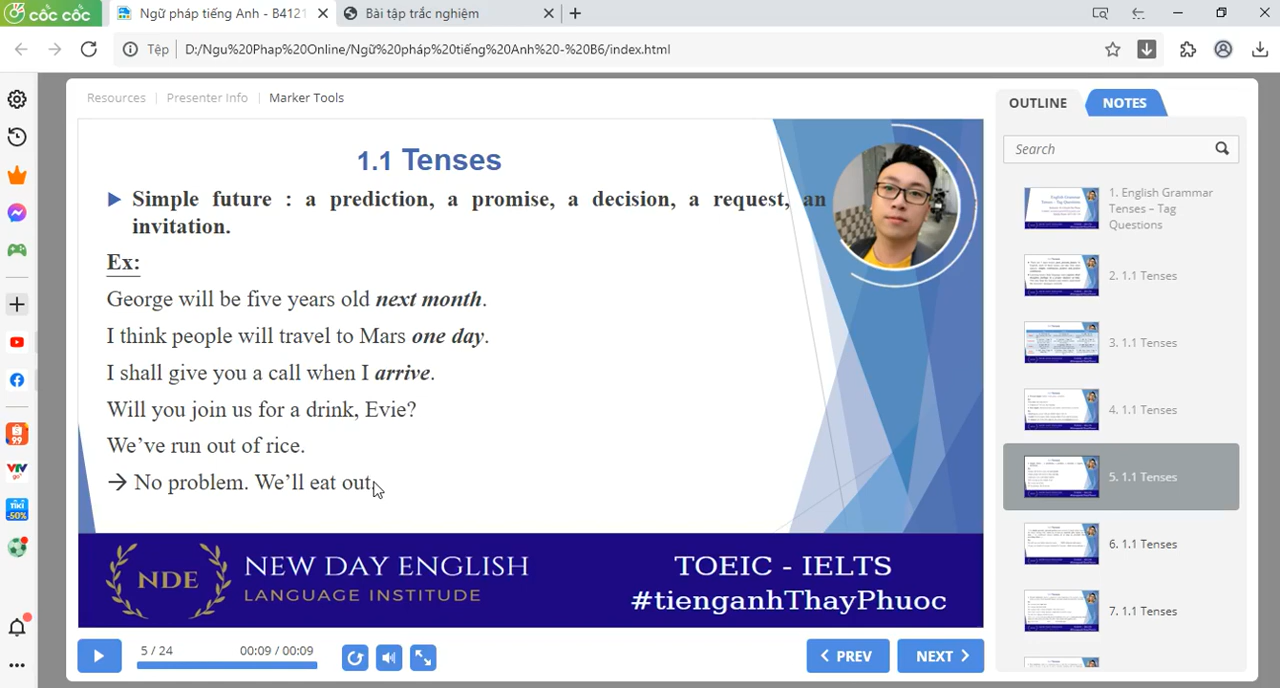 cốc cốc
Ngữ pháp tiếng Anh - B4121
Bài tập trắc nghiệm
Tệp
D:/Ngu%20Phap%20Online/Ngữ%20pháp%20tiếng%20Anh%20-%20B6/index.html
Resources
Presenter Info
Marker Tools
1.1 Tenses
Simple future : a prediction, a promise, a decision, a request, an
invitation.
Ex:
George will be five years old next month.
I think people will travel to Mars one day.
I shall give you a call when I arrive.
Will you join us for a drink, Evie?
We’ve run out of rice.
→ No problem. We’ll eat out.
NDE
NEW DAY ENGLISH
LANGUAGE INSTITUDE
TOEIC - IELTS
#tienganhThayPhuoc
5 / 24
00:09 / 00:09
PREV
NEXT
OUTLINE
NOTES
Search
1. English Grammar
Tenses – Tag
Questions
2. 1.1 Tenses
3. 1.1 Tenses
4. 1.1 Tenses
5. 1.1 Tenses
6. 1.1 Tenses
7. 1.1 Tenses